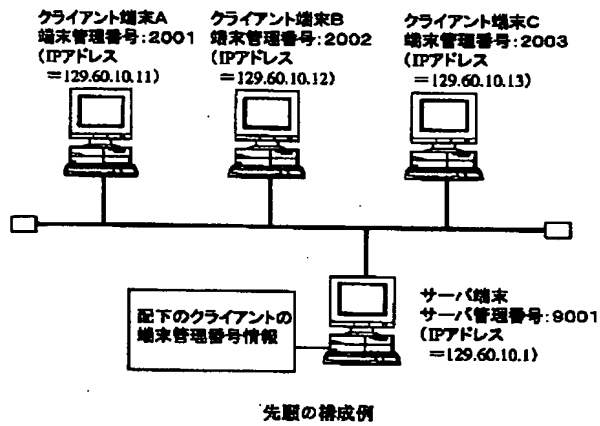 クライアント端末A
端末管理番号:2001
(IPアドレス
=129.60.10.11)
クライアント端末B
端末管理番号:2002
(IPアドレス
=129.60.10.12)
クライアント端末C
端末管理番号:2003
(IPアドレス
=129.60.10.13)
配下のクライアントの
端末管理番号情報
サーバ端末
サーバ管理番号:9001
(IPアドレス
=129.60.10.1)
先願の構成例